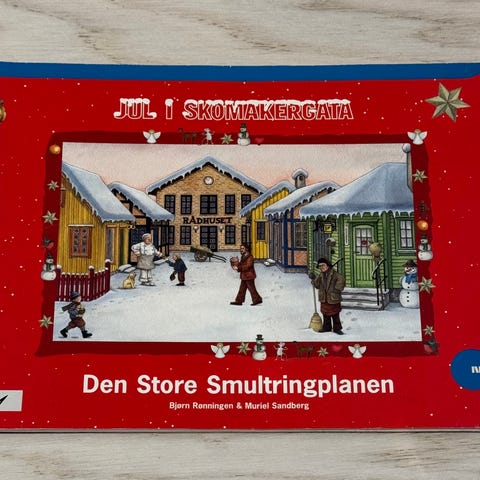 JUL I SKOMAKERGATA
RÅDHUSET
Den Store Smultringplanen
Bjørn Rønningen & Muriel Sandberg